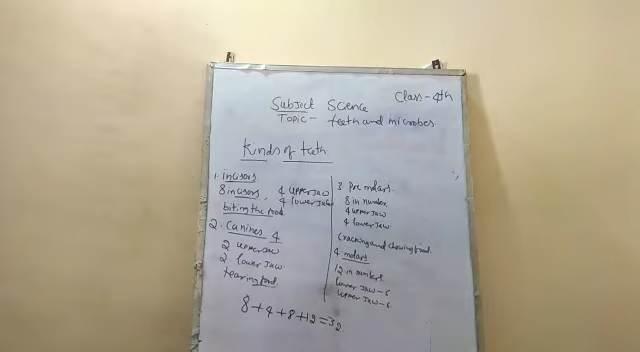 Class-4th
Subject Science
TOPIC- teeth and microbes.
Kinds of teeth
1. incisors
8 incisors, 4 upper jaw
4 lower jaw
biting the food
2. Canines 4
2 upper jaw
2 lower jaw
tearing food.
3 Pre molars.
8 in number
4 upper jaw
4 lower jaw
Cracking and chewing food.
4 molars
12 in number
lower jaw-6
upper jaw-6
8+4+8+12=32